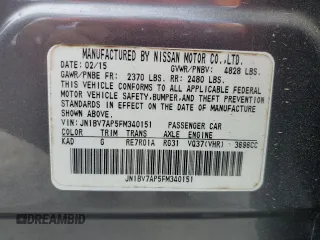 MANUFACTURED BY NISSAN MOTOR CO.,LTD.
DATE: 02/15 GVWR/PNBV: 4828 LBS.
GAWR/PNBE FR: 2370 LBS. RR: 2480 LBS.
THIS VEHICLE CONFORMS TO ALL APPLICABLE FEDERAL
MOTOR VEHICLE SAFETY,BUMPER, AND THEFT PREVENTION
STANDARDS IN EFFECT ON THE DATE OF MANUFACTURE
SHOWN ABOVE.
VIN: JN1BV7AP5FM340151 PASSENGER CAR
COLOR TRIM TRANS AXLE ENGINE
KAD G RE7R01A RG31 VQ37(VHR) 3696CC
JN1BV7AP5FM340151
AUTOBIDMASTER